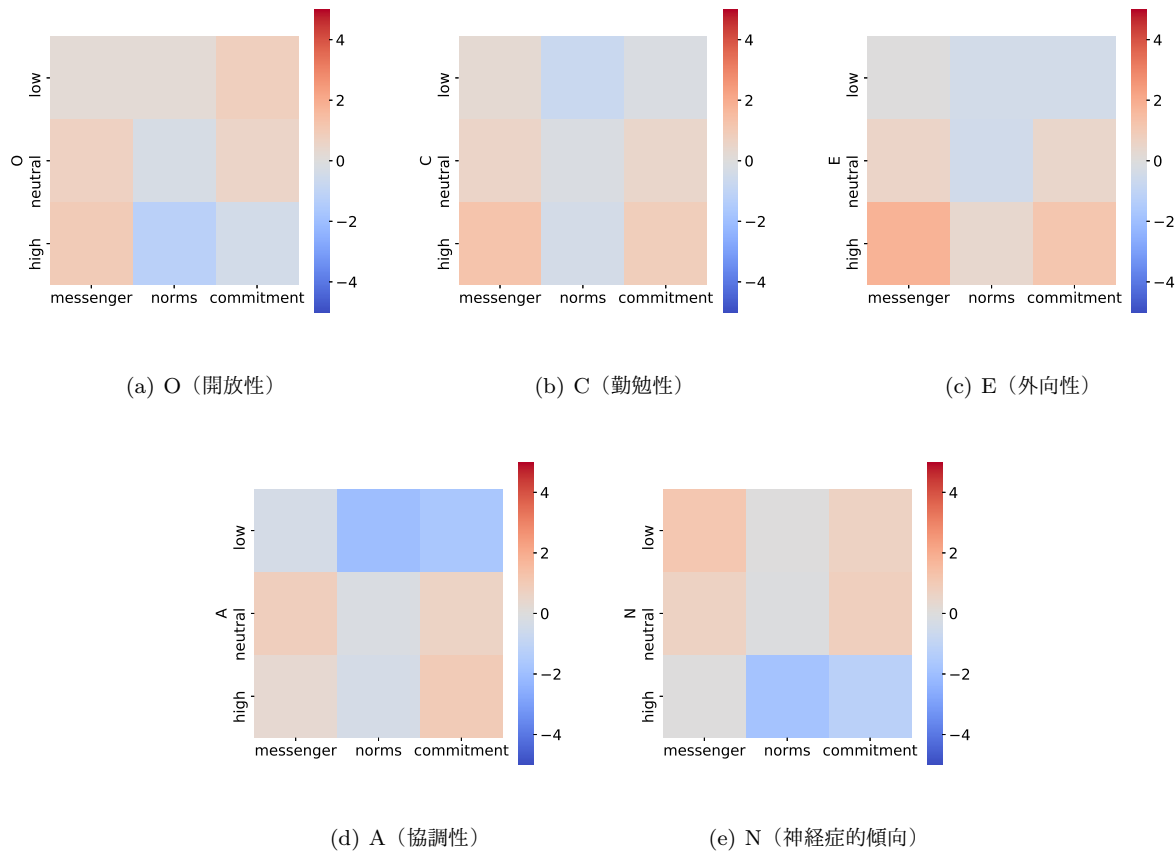 4
2
0
−2
−4
low
neutral
high
O
messenger norms commitment
(a) O（開放性）
4
2
0
−2
−4
low
neutral
high
C
messenger norms commitment
(b) C（勤勉性）
4
2
0
−2
−4
low
neutral
high
E
messenger norms commitment
(c) E（外向性）
4
2
0
−2
−4
low
neutral
high
A
messenger norms commitment
(d) A（協調性）
4
2
0
−2
−4
low
neutral
high
N
messenger norms commitment
(e) N（神経症的傾向）